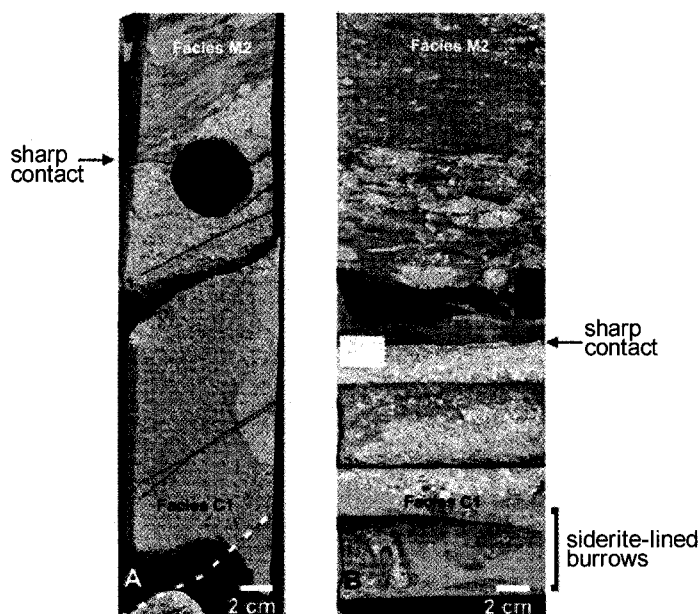 Facies M2
sharp
contact
Facies C1
A
2 cm
Facies M2
sharp
contact
Facies C1
siderite-lined
burrows
B
2 cm